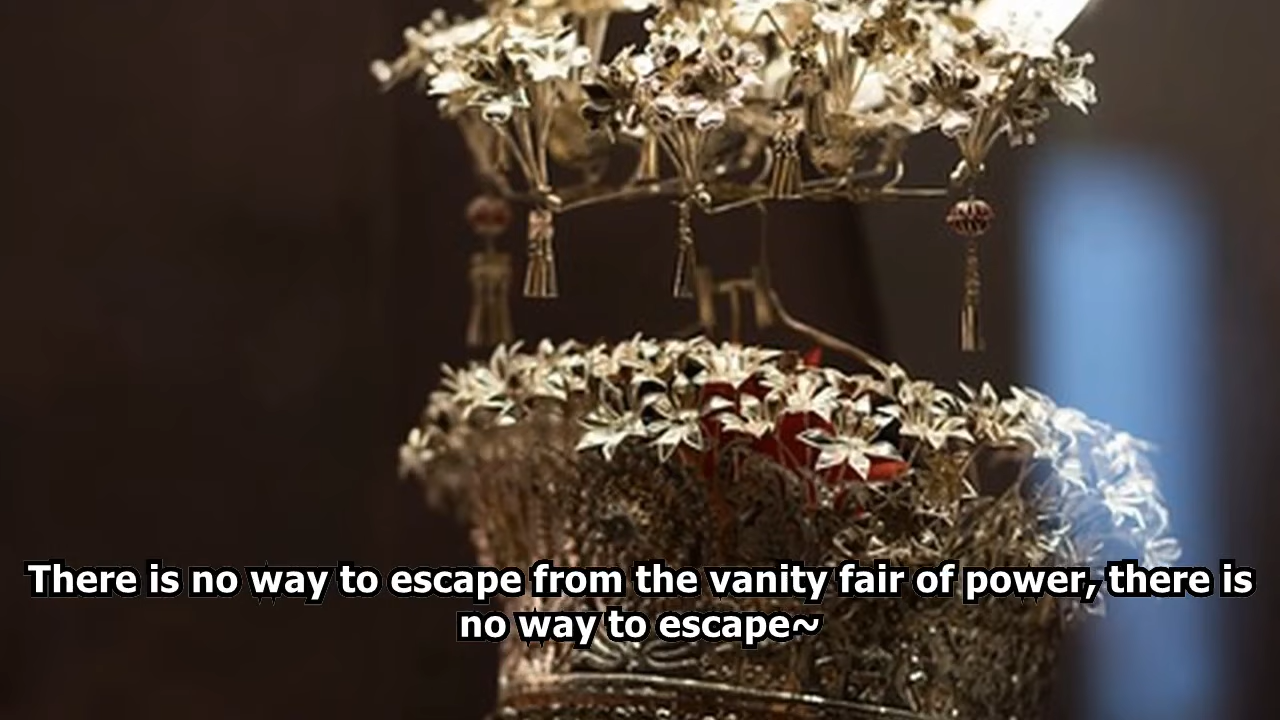 There is no way to escape from the vanity fair of power, there is
no way to escape~